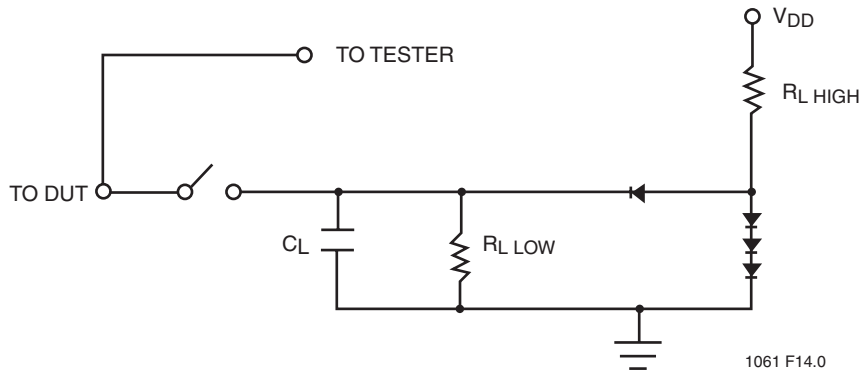 V_DD
TO TESTER
R_L HIGH
TO DUT
C_L
R_L LOW
1061 F14.0